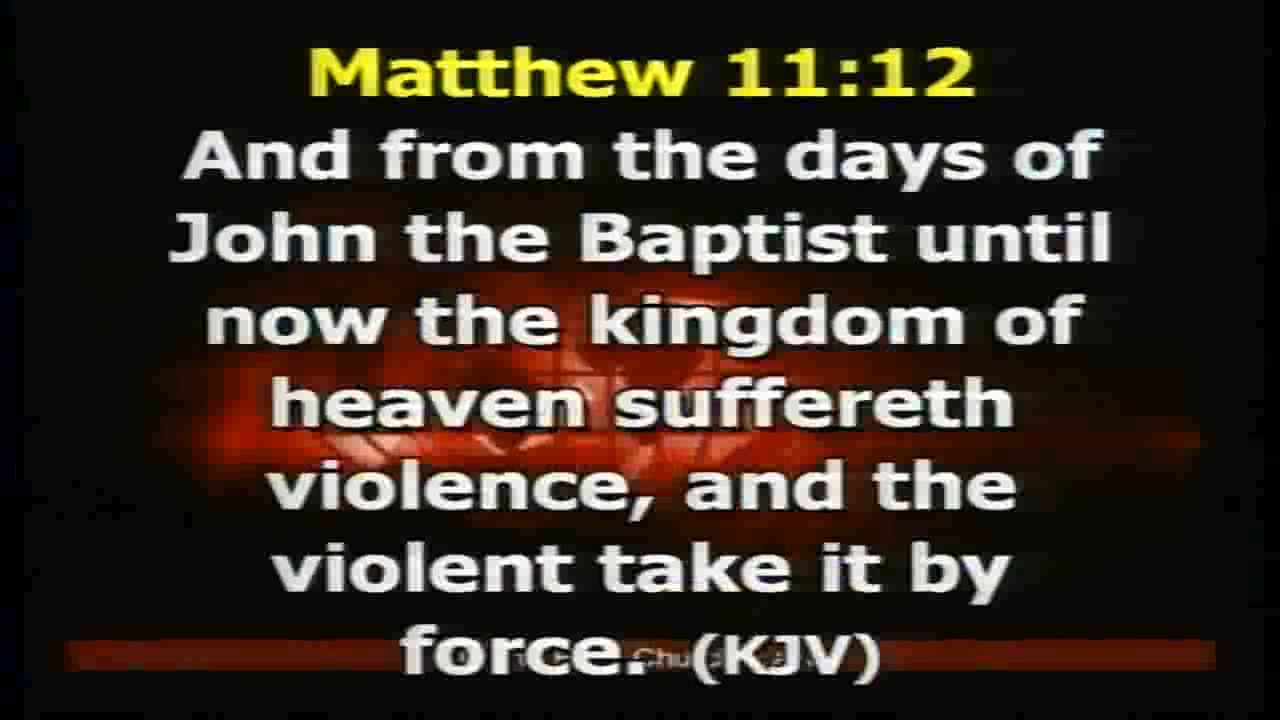 Matthew 11:12
And from the days of
John the Baptist until
now the kingdom of
heaven suffereth
violence, and the
violent take it by
force. (KJV)